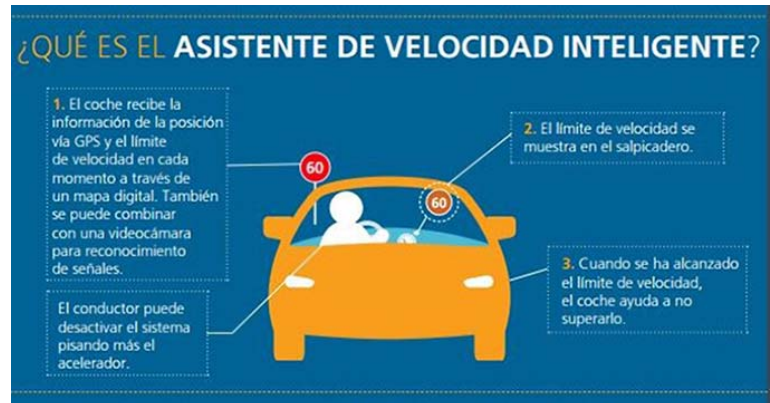 ¿QUÉ ES EL ASISTENTE DE VELOCIDAD INTELIGENTE?
1. El coche recibe la
información de la posición
vía GPS y el límite
de velocidad en cada
momento a través de
un mapa digital. También
se puede combinar
con una videocámara
para reconocimiento
de señales.
60
2. El límite de velocidad se
muestra en el salpicadero.
60
3. Cuando se ha alcanzado
el límite de velocidad,
el coche ayuda a no
superarlo.
El conductor puede
desactivar el sistema
pisando más el
acelerador.